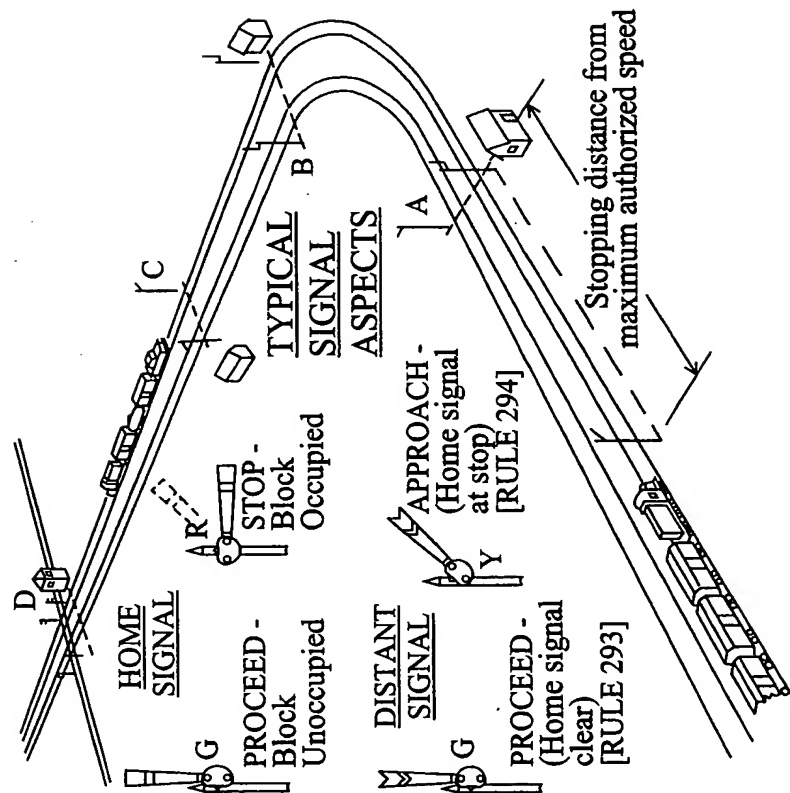 D
C
B
A
TYPICAL
SIGNAL
ASPECTS
HOME
SIGNAL
G
PROCEED -
Block
Unoccupied
R
STOP -
Block
Occupied
DISTANT
SIGNAL
G
PROCEED -
(Home signal
clear)
[RULE 293]
Y
APPROACH -
(Home signal
at stop)
[RULE 294]
Stopping distance from
maximum authorized speed